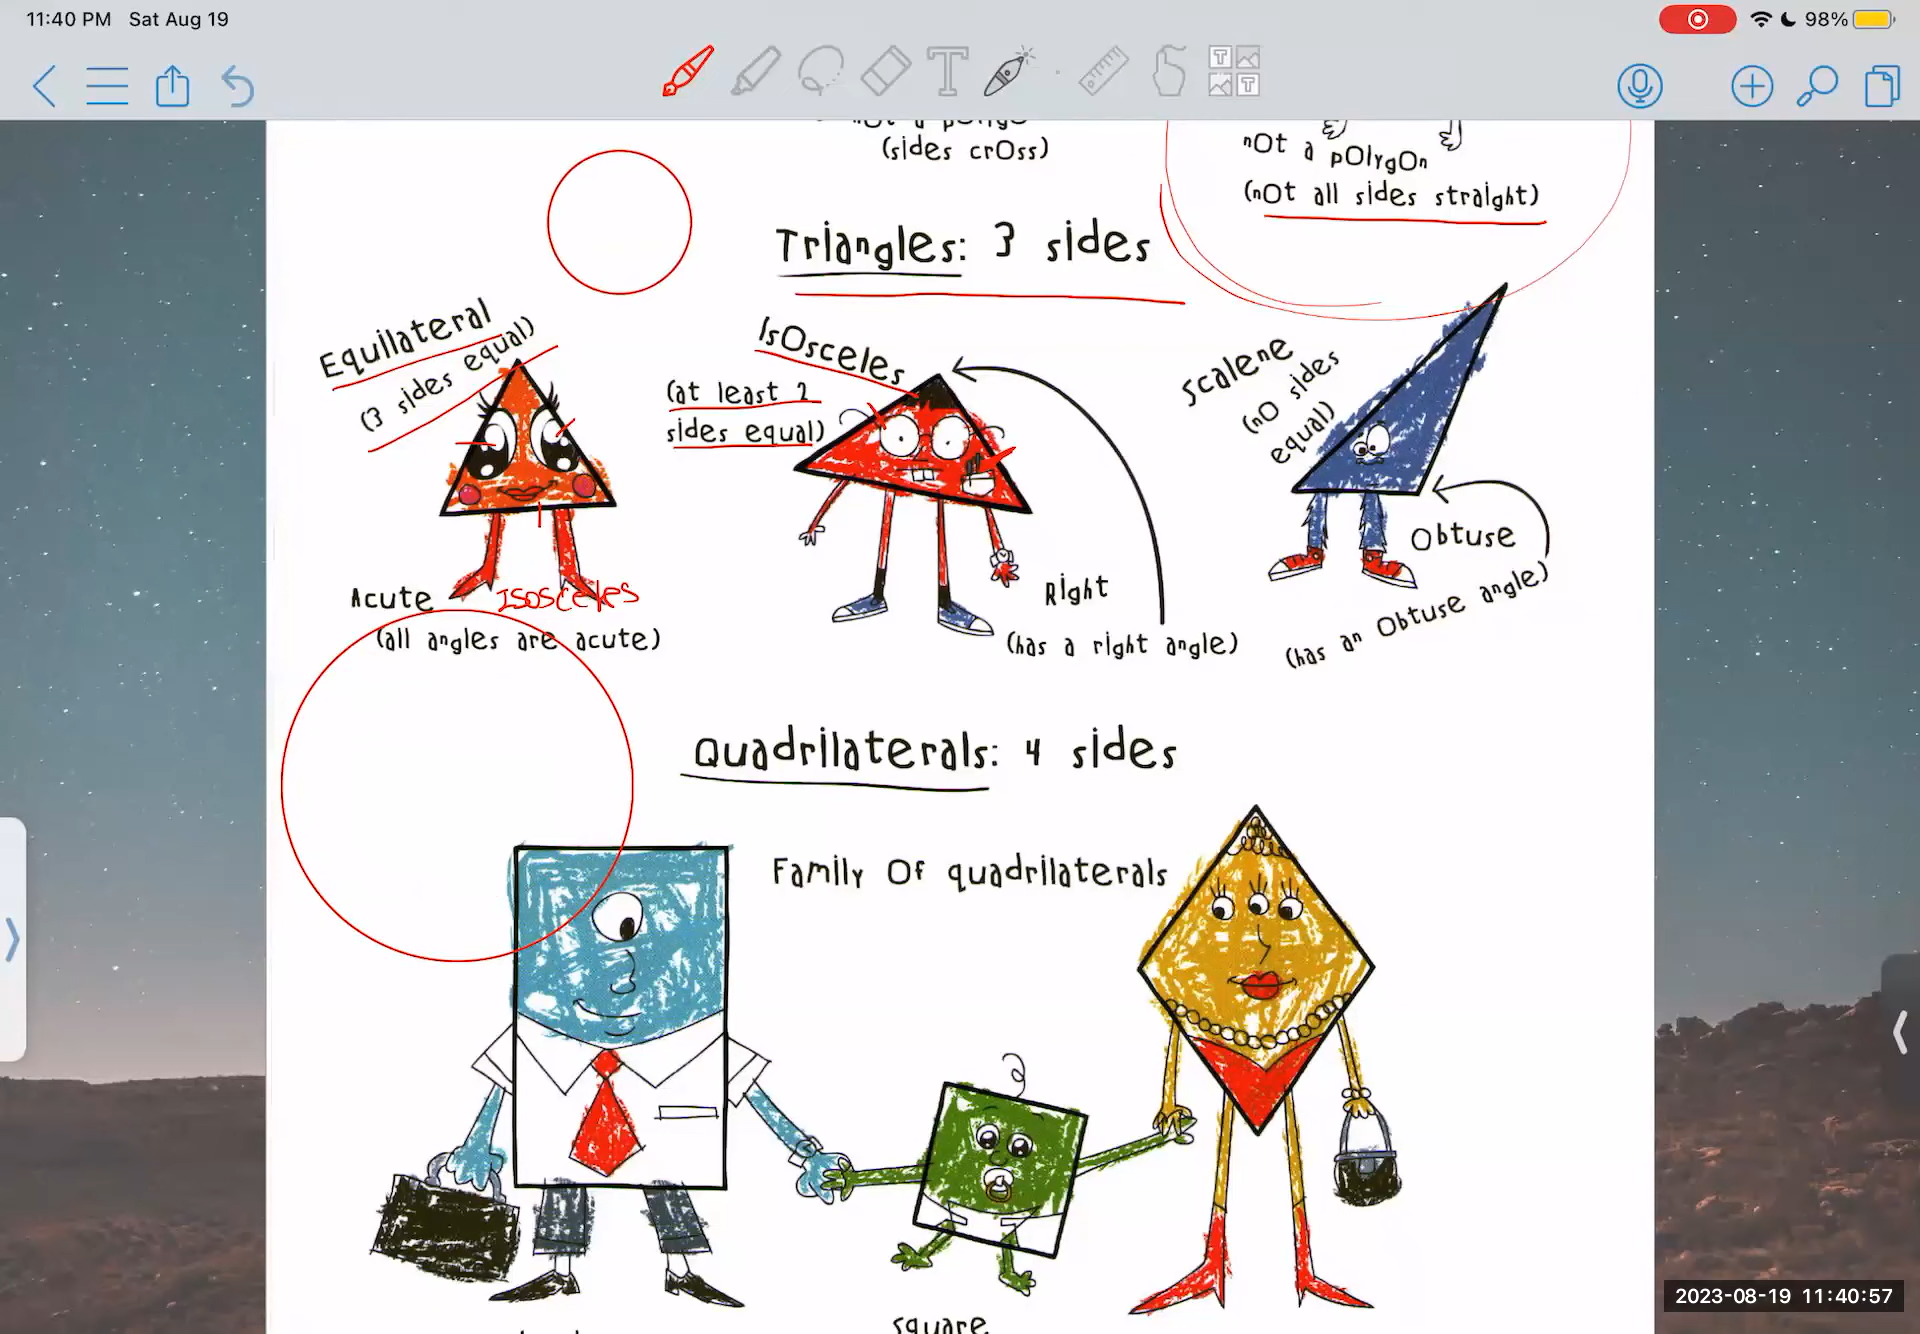 11:40 PM Sat Aug 19
98%
(sides crOss)
nOt a pOlygOn
(nOt all sides straight)
Triangles: 3 sides
Equilateral
(3 sides equal)
IsOsceles
(at least 2
sides equal)
Scalene
(nO sides
equal)
Acute
Isosceles
(all angles are acute)
Right
(has a right angle)
Obtuse
(has an Obtuse angle)
Quadrilaterals: 4 sides
Family Of quadrilaterals
square
2023-08-19 11:40:57